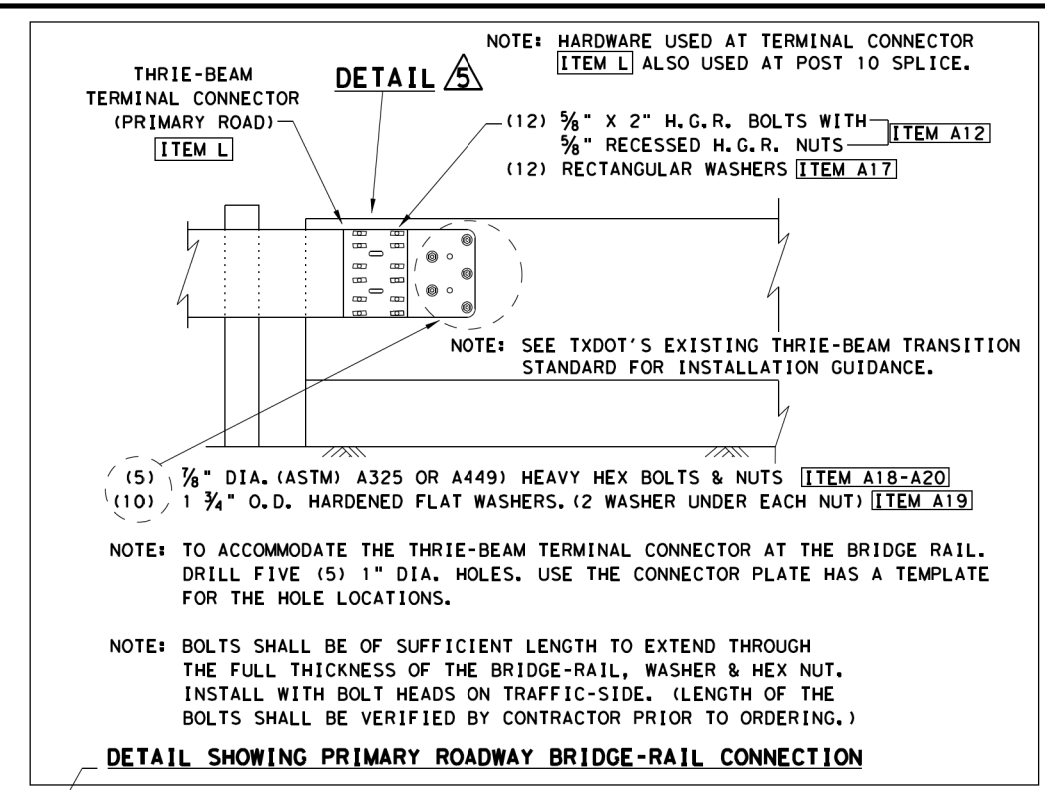 NOTE: HARDWARE USED AT TERMINAL CONNECTOR
ITEM L ALSO USED AT POST 10 SPLICE.
THRIE-BEAM
TERMINAL CONNECTOR
(PRIMARY ROAD)
ITEM L
DETAIL 5
(12) 5/8" X 2" H.G.R. BOLTS WITH
5/8" RECESSED H.G.R. NUTS
ITEM A12
(12) RECTANGULAR WASHERS ITEM A17
NOTE: SEE TXDOT'S EXISTING THRIE-BEAM TRANSITION
STANDARD FOR INSTALLATION GUIDANCE.
(5) 7/8" DIA. (ASTM) A325 OR A449) HEAVY HEX BOLTS & NUTS ITEM A18-A20
(10) 1 3/4" O.D. HARDENED FLAT WASHERS. (2 WASHER UNDER EACH NUT) ITEM A19
NOTE: TO ACCOMMODATE THE THRIE-BEAM TERMINAL CONNECTOR AT THE BRIDGE RAIL.
DRILL FIVE (5) 1" DIA. HOLES. USE THE CONNECTOR PLATE HAS A TEMPLATE
FOR THE HOLE LOCATIONS.
NOTE: BOLTS SHALL BE OF SUFFICIENT LENGTH TO EXTEND THROUGH
THE FULL THICKNESS OF THE BRIDGE-RAIL, WASHER & HEX NUT.
INSTALL WITH BOLT HEADS ON TRAFFIC-SIDE. (LENGTH OF THE
BOLTS SHALL BE VERIFIED BY CONTRACTOR PRIOR TO ORDERING.)
DETAIL SHOWING PRIMARY ROADWAY BRIDGE-RAIL CONNECTION